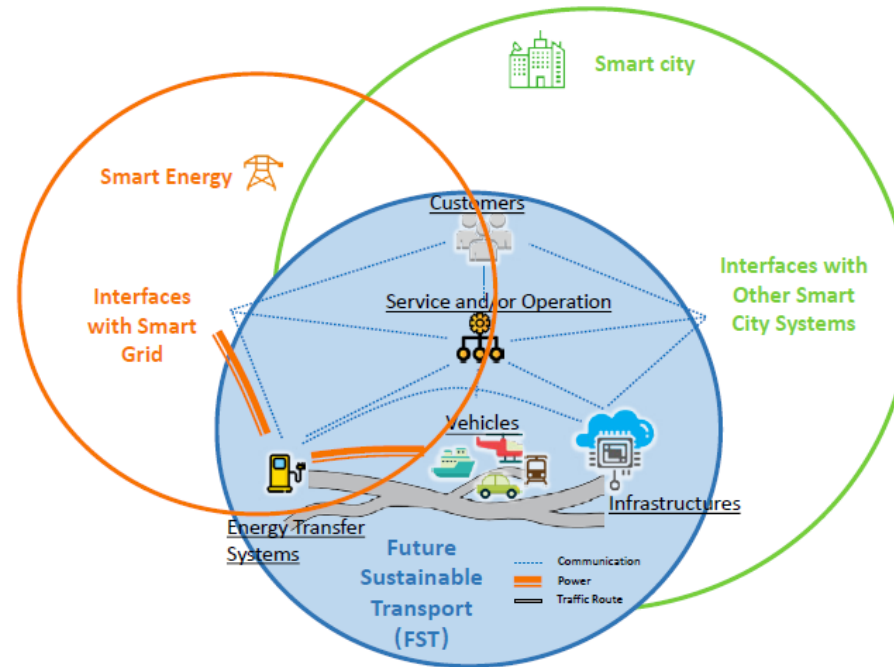 Smart city
Smart Energy
Customers
Interfaces with
Other Smart
City Systems
Interfaces
with Smart
Grid
Service and/or Operation
Vehicles
Infrastructures
Energy Transfer
Systems
Future
Sustainable
Transport
(FST)
Communication
Power
Traffic Route